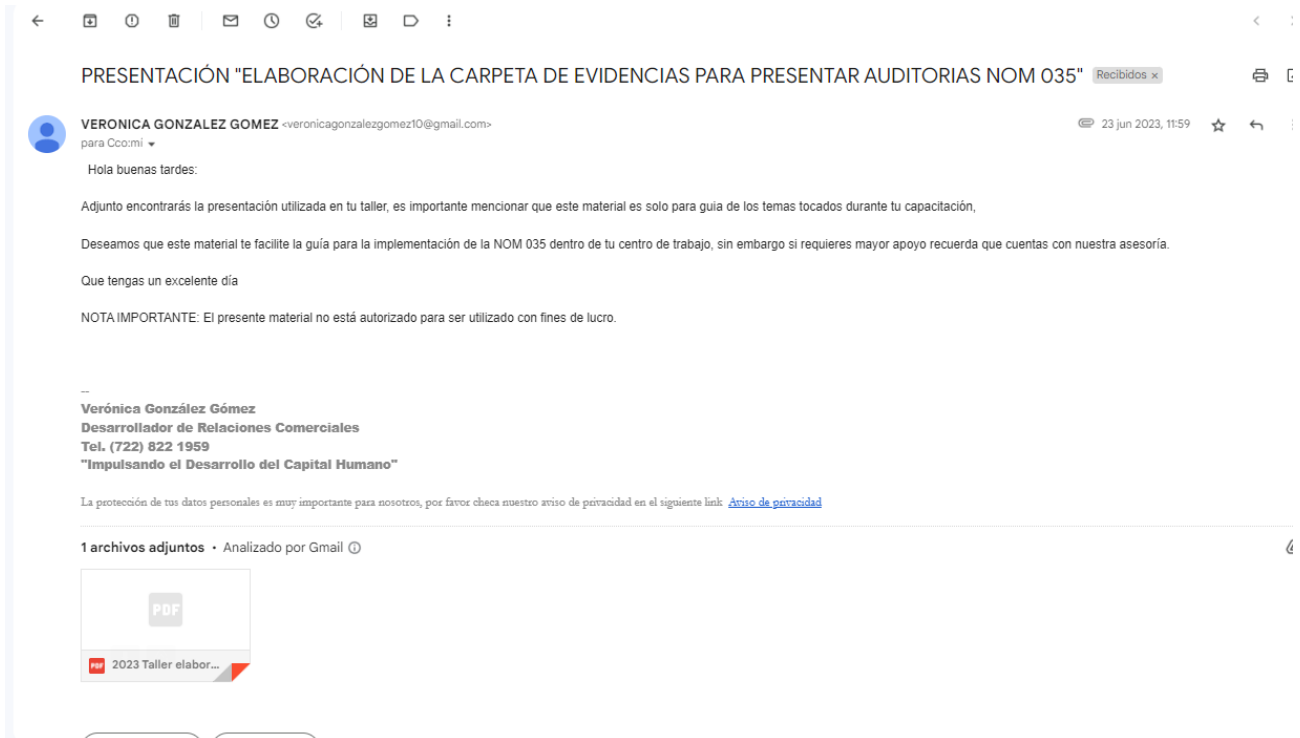 PRESENTACIÓN "ELABORACIÓN DE LA CARPETA DE EVIDENCIAS PARA PRESENTAR AUDITORIAS NOM 035" Recibidos ×
VERONICA GONZALEZ GOMEZ <veronicagonzalezgomez10@gmail.com>
23 jun 2023, 11:59
para Cco:mí
Hola buenas tardes:
Adjunto encontrarás la presentación utilizada en tu taller, es importante mencionar que este material es solo para guia de los temas tocados durante tu capacitación,
Deseamos que este material te facilite la guía para la implementación de la NOM 035 dentro de tu centro de trabajo, sin embargo si requieres mayor apoyo recuerda que cuentas con nuestra asesoría.
Que tengas un excelente día
NOTA IMPORTANTE: El presente material no está autorizado para ser utilizado con fines de lucro.
--
Verónica González Gómez
Desarrollador de Relaciones Comerciales
Tel. (722) 822 1959
"Impulsando el Desarrollo del Capital Humano"
La protección de tus datos personales es muy importante para nosotros, por favor checa nuestro aviso de privacidad en el siguiente link Aviso de privacidad
1 archivos adjuntos • Analizado por Gmail
PDF
PDF 2023 Taller elabor...